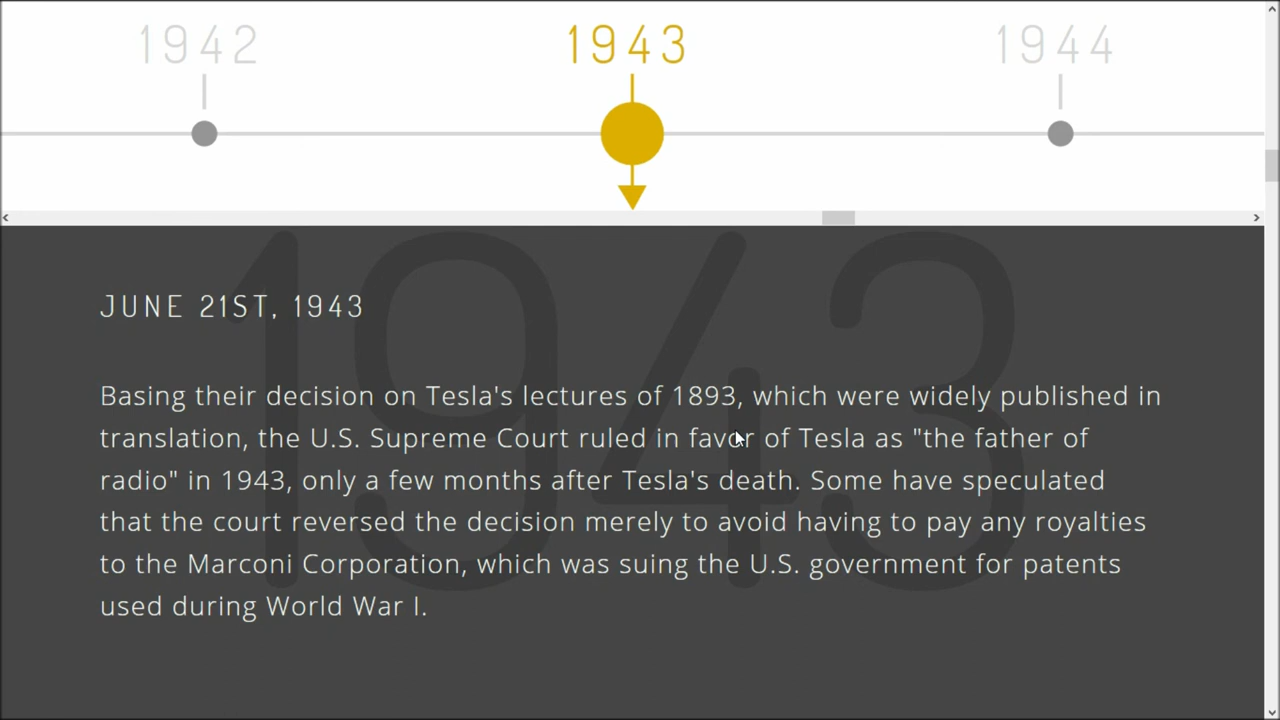 1942 1943 1944
1943
JUNE 21ST, 1943
Basing their decision on Tesla's lectures of 1893, which were widely published in
translation, the U.S. Supreme Court ruled in favor of Tesla as "the father of
radio" in 1943, only a few months after Tesla's death. Some have speculated
that the court reversed the decision merely to avoid having to pay any royalties
to the Marconi Corporation, which was suing the U.S. government for patents
used during World War I.